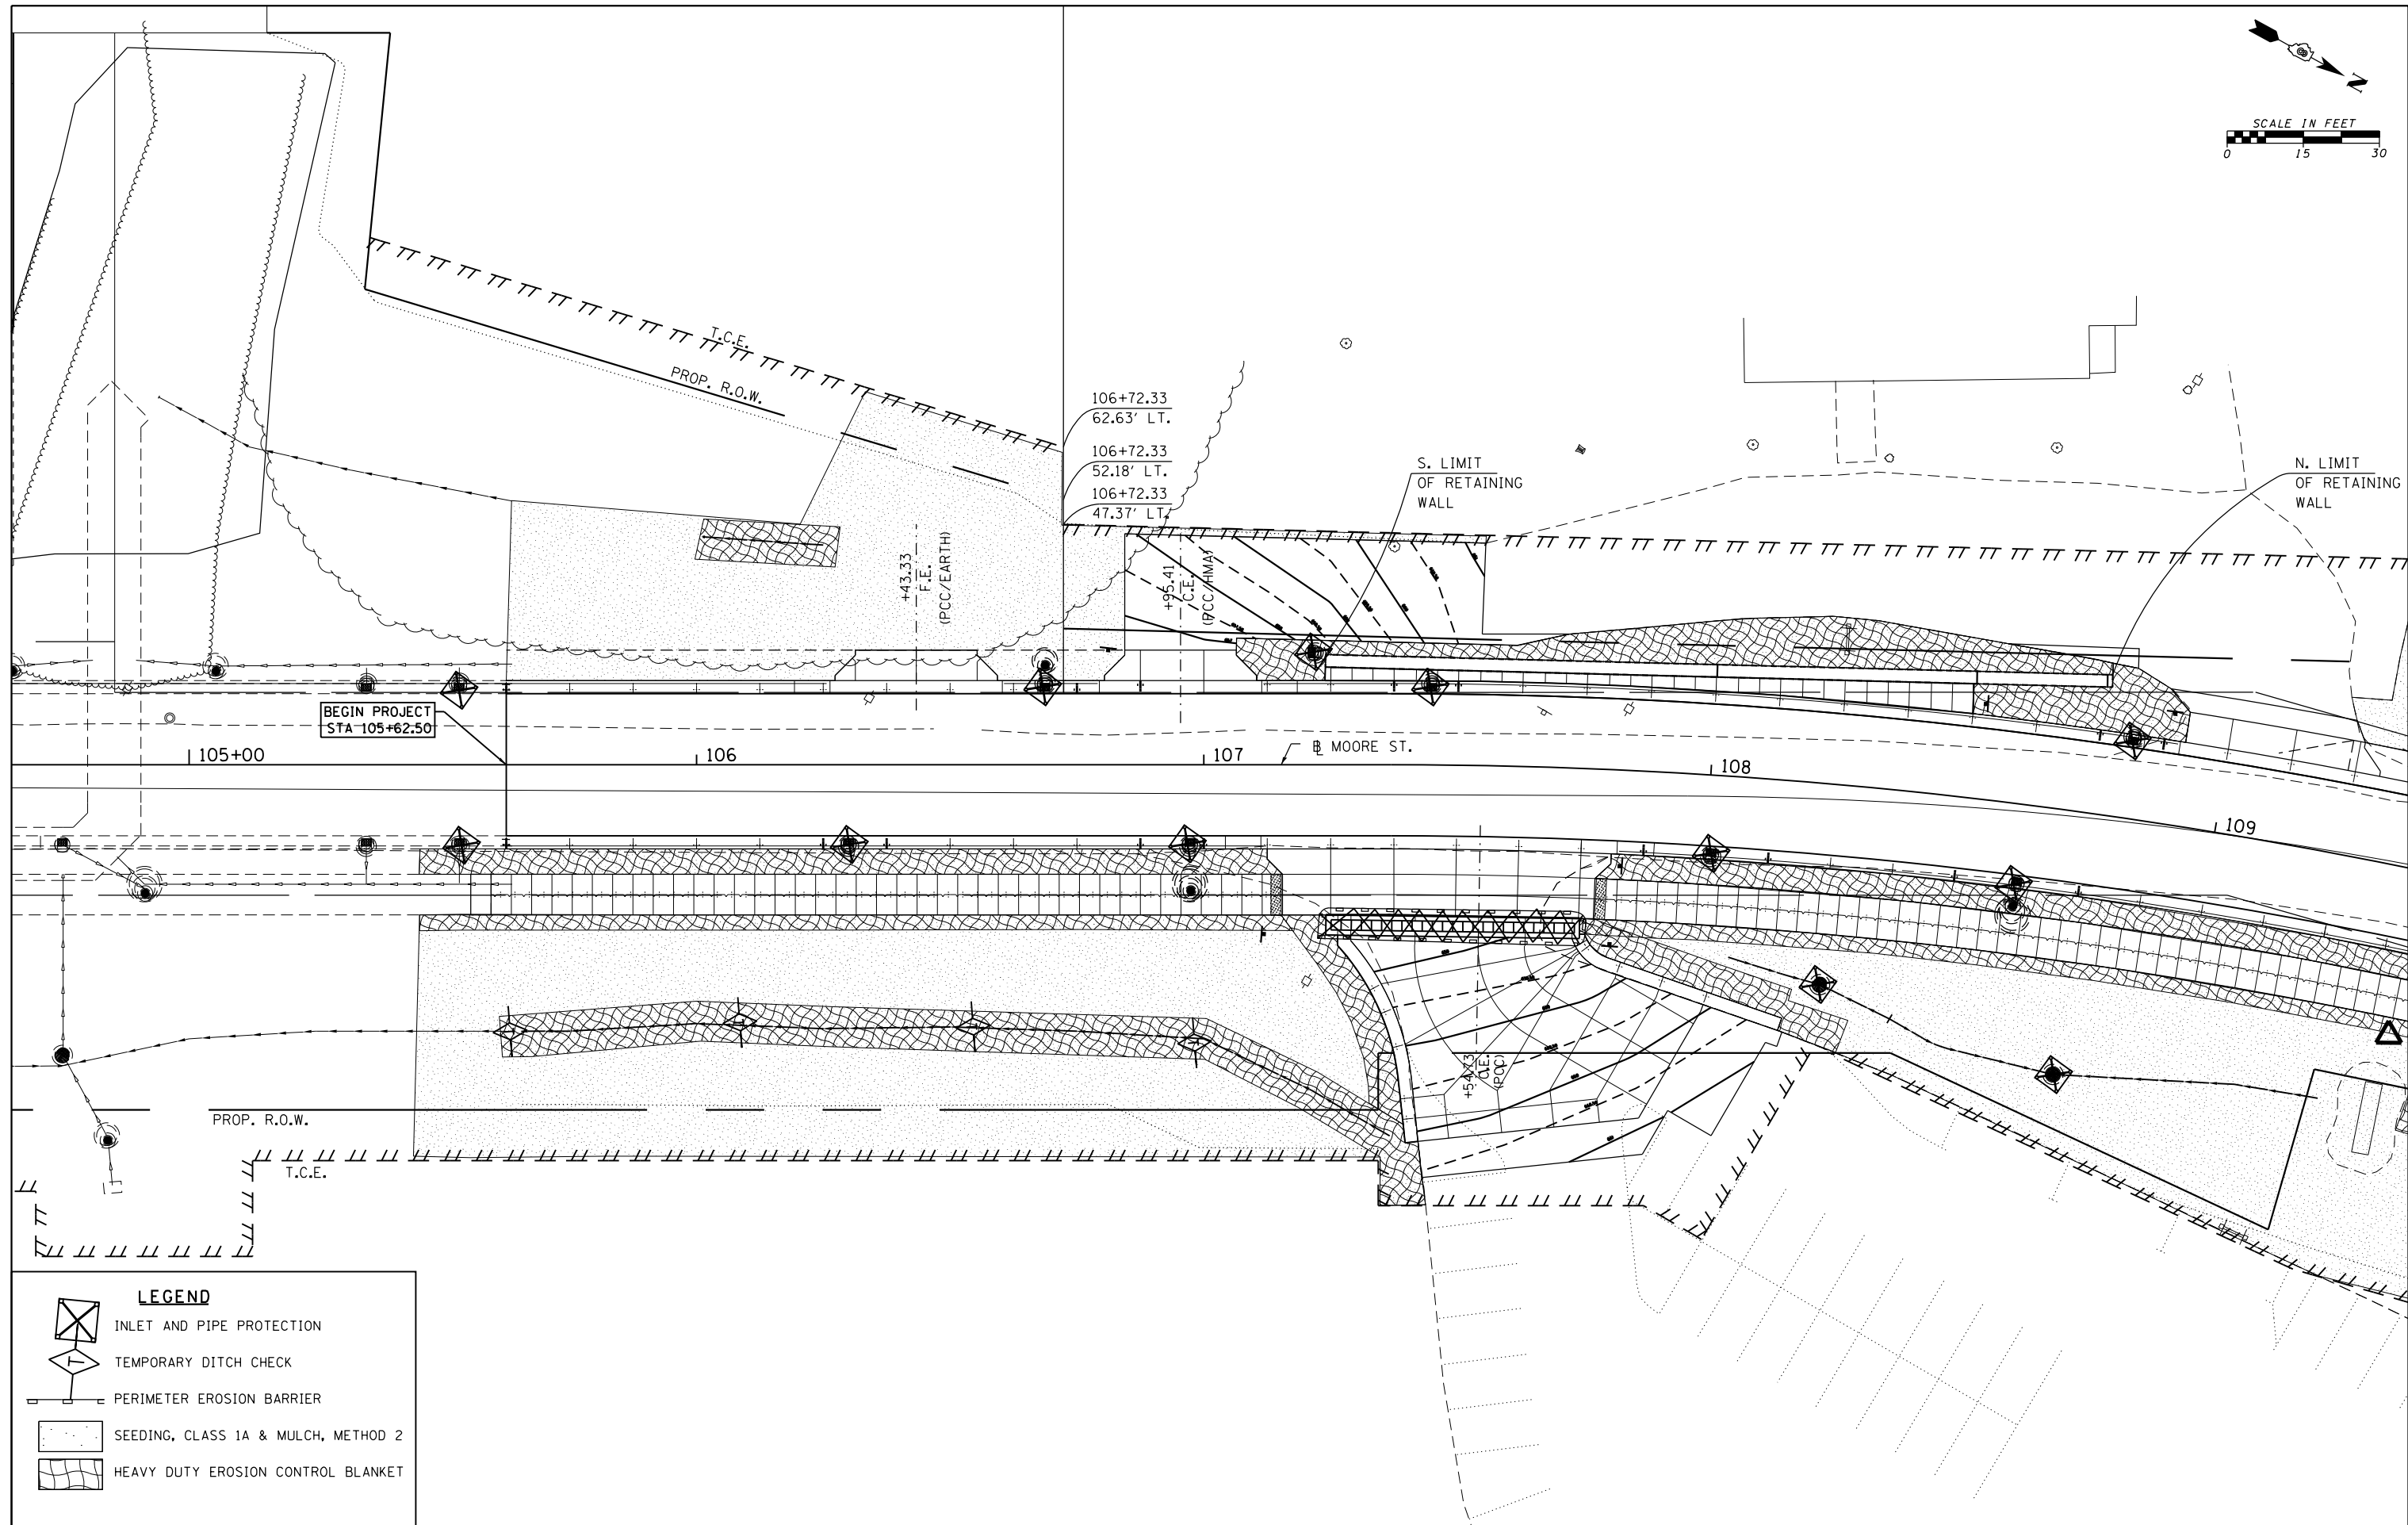 N
SCALE IN FEET
0 15 30
T.C.E.
PROP. R.O.W.
106+72.33
62.63' LT.
106+72.33
52.18' LT.
106+72.33
47.37' LT.
S. LIMIT
OF RETAINING
WALL
N. LIMIT
OF RETAINING
WALL
+43.33
F.E.
(PCC/EARTH)
+95.41
C.E.
(PCC/HMA)
BEGIN PROJECT
STA 105+62.50
105+00
106
107
108
109
BL MOORE ST.
+54.73
C.E.
(PCC)
PROP. R.O.W.
T.C.E.
LEGEND
INLET AND PIPE PROTECTION
TEMPORARY DITCH CHECK
PERIMETER EROSION BARRIER
SEEDING, CLASS 1A & MULCH, METHOD 2
HEAVY DUTY EROSION CONTROL BLANKET